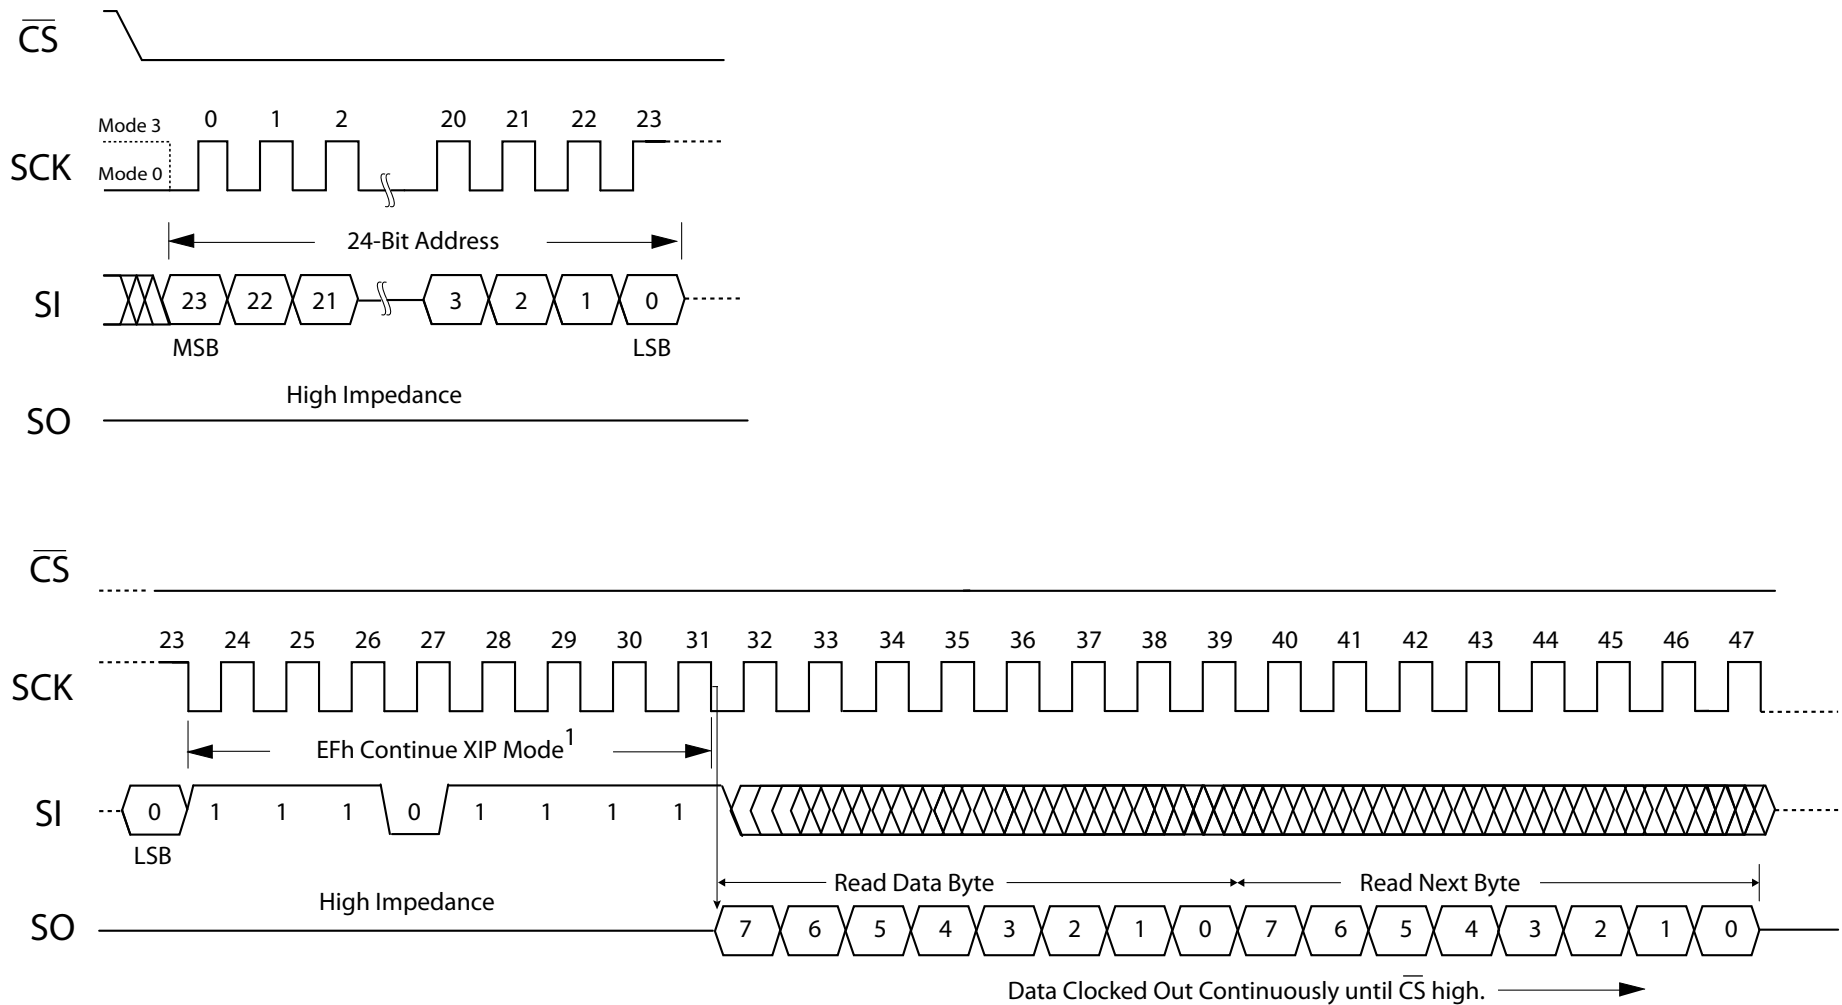 CS
Mode 3 0 1 2 20 21 22 23
SCK
Mode 0
24-Bit Address
SI 23 22 21 3 2 1 0
MSB LSB
High Impedance
SO
CS
23 24 25 26 27 28 29 30 31 32 33 34 35 36 37 38 39 40 41 42 43 44 45 46 47
SCK
EFh Continue XIP Mode1
SI 0 1 1 1 0 1 1 1 1
LSB
Read Data Byte Read Next Byte
High Impedance
SO 7 6 5 4 3 2 1 0 7 6 5 4 3 2 1 0
Data Clocked Out Continuously until CS high.